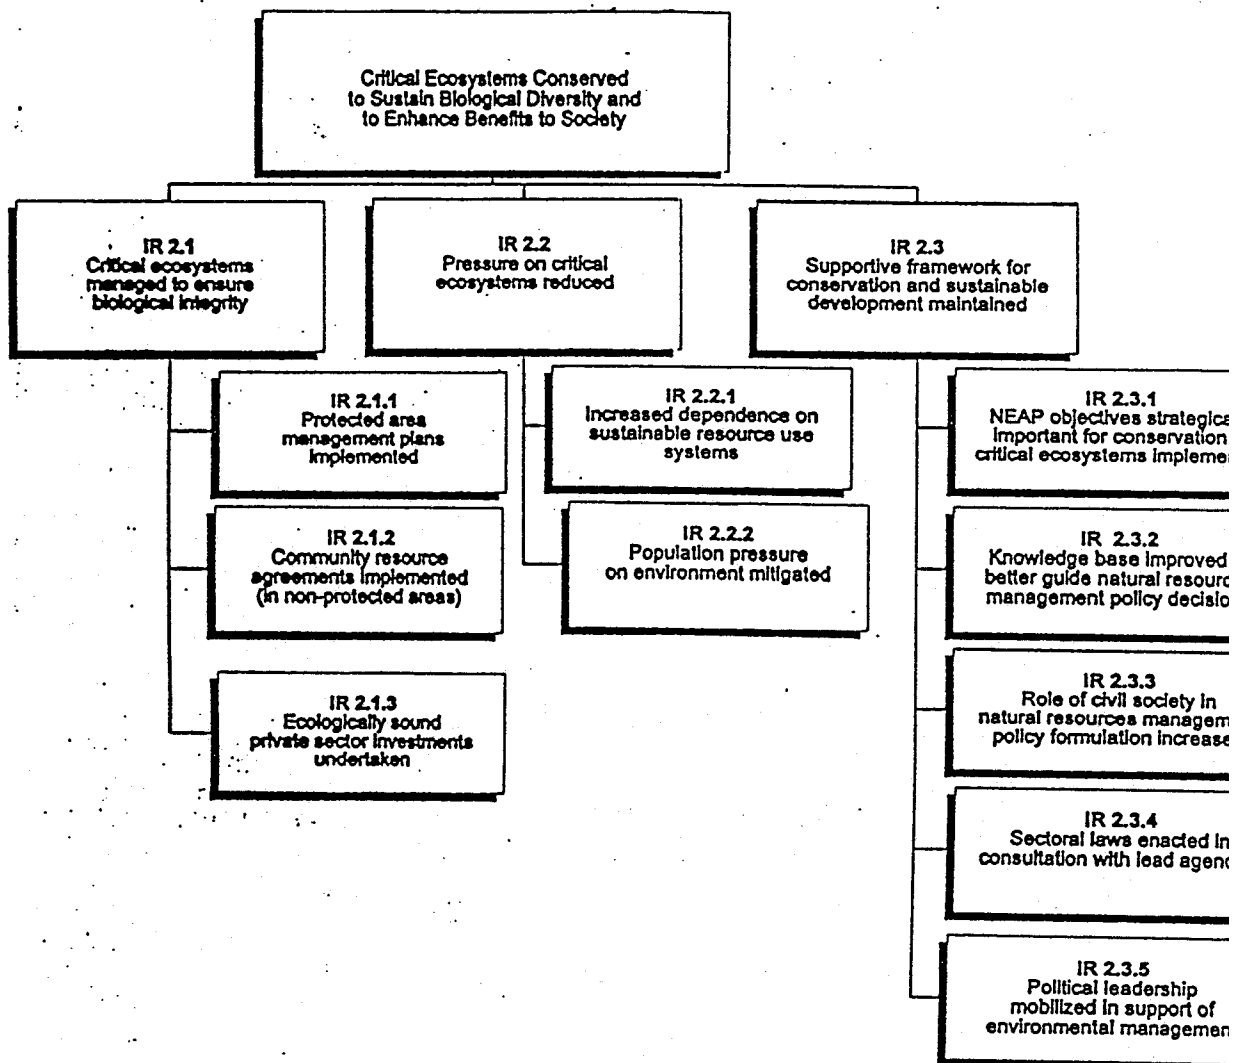 Critical Ecosystems Conserved
to Sustain Biological Diversity and
to Enhance Benefits to Society
IR 2.1
Critical ecosystems
managed to ensure
biological integrity
IR 2.2
Pressure on critical
ecosystems reduced
IR 2.3
Supportive framework for
conservation and sustainable
development maintained
IR 2.1.1
Protected area
management plans
implemented
IR 2.1.2
Community resource
agreements implemented
(in non-protected areas)
IR 2.1.3
Ecologically sound
private sector investments
undertaken
IR 2.2.1
Increased dependence on
sustainable resource use
systems
IR 2.2.2
Population pressure
on environment mitigated
IR 2.3.1
NEAP objectives strategica
important for conservation
critical ecosystems impleme
IR 2.3.2
Knowledge base improved
better guide natural resourc
management policy decisio
IR 2.3.3
Role of civil society in
natural resources managem
policy formulation increase
IR 2.3.4
Sectoral laws enacted in
consultation with lead agenc
IR 2.3.5
Political leadership
mobilized in support of
environmental managemen